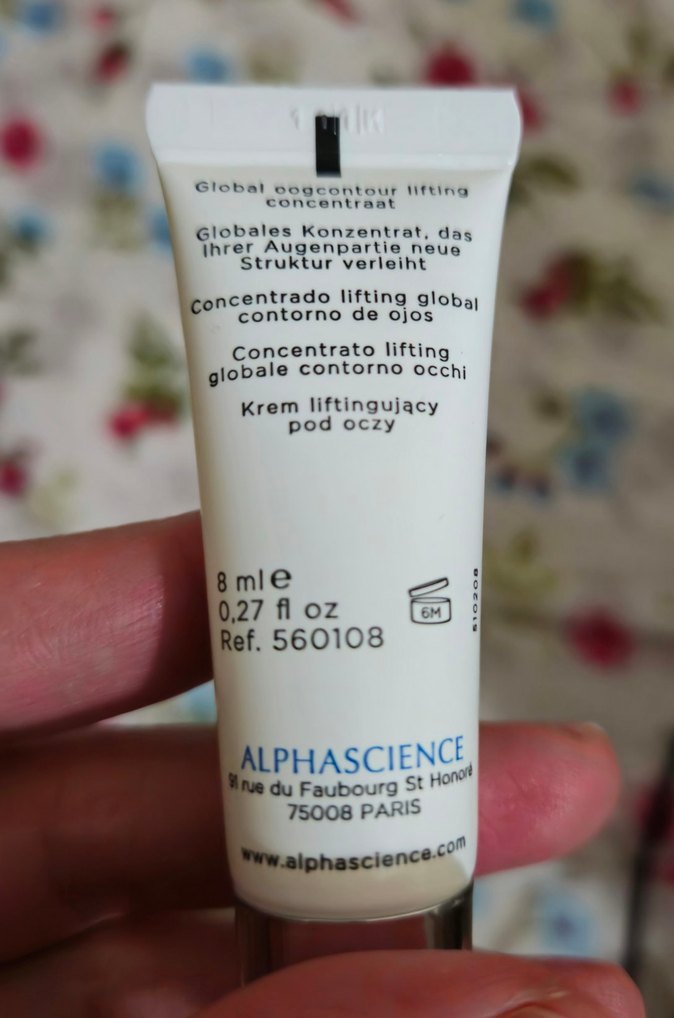 Global oogcontour lifting
concentraat
Globales Konzentrat, das
Ihrer Augenpartie neue
Struktur verleiht
Concentrado lifting global
contorno de ojos
Concentrato lifting
globale contorno occhi
Krem liftingujący
pod oczy
8 ml e
0,27 fl oz
Ref. 560108
6M
510208
ALPHASCIENCE
91 rue du Faubourg St Honoré
75008 PARIS
www.alphascience.com